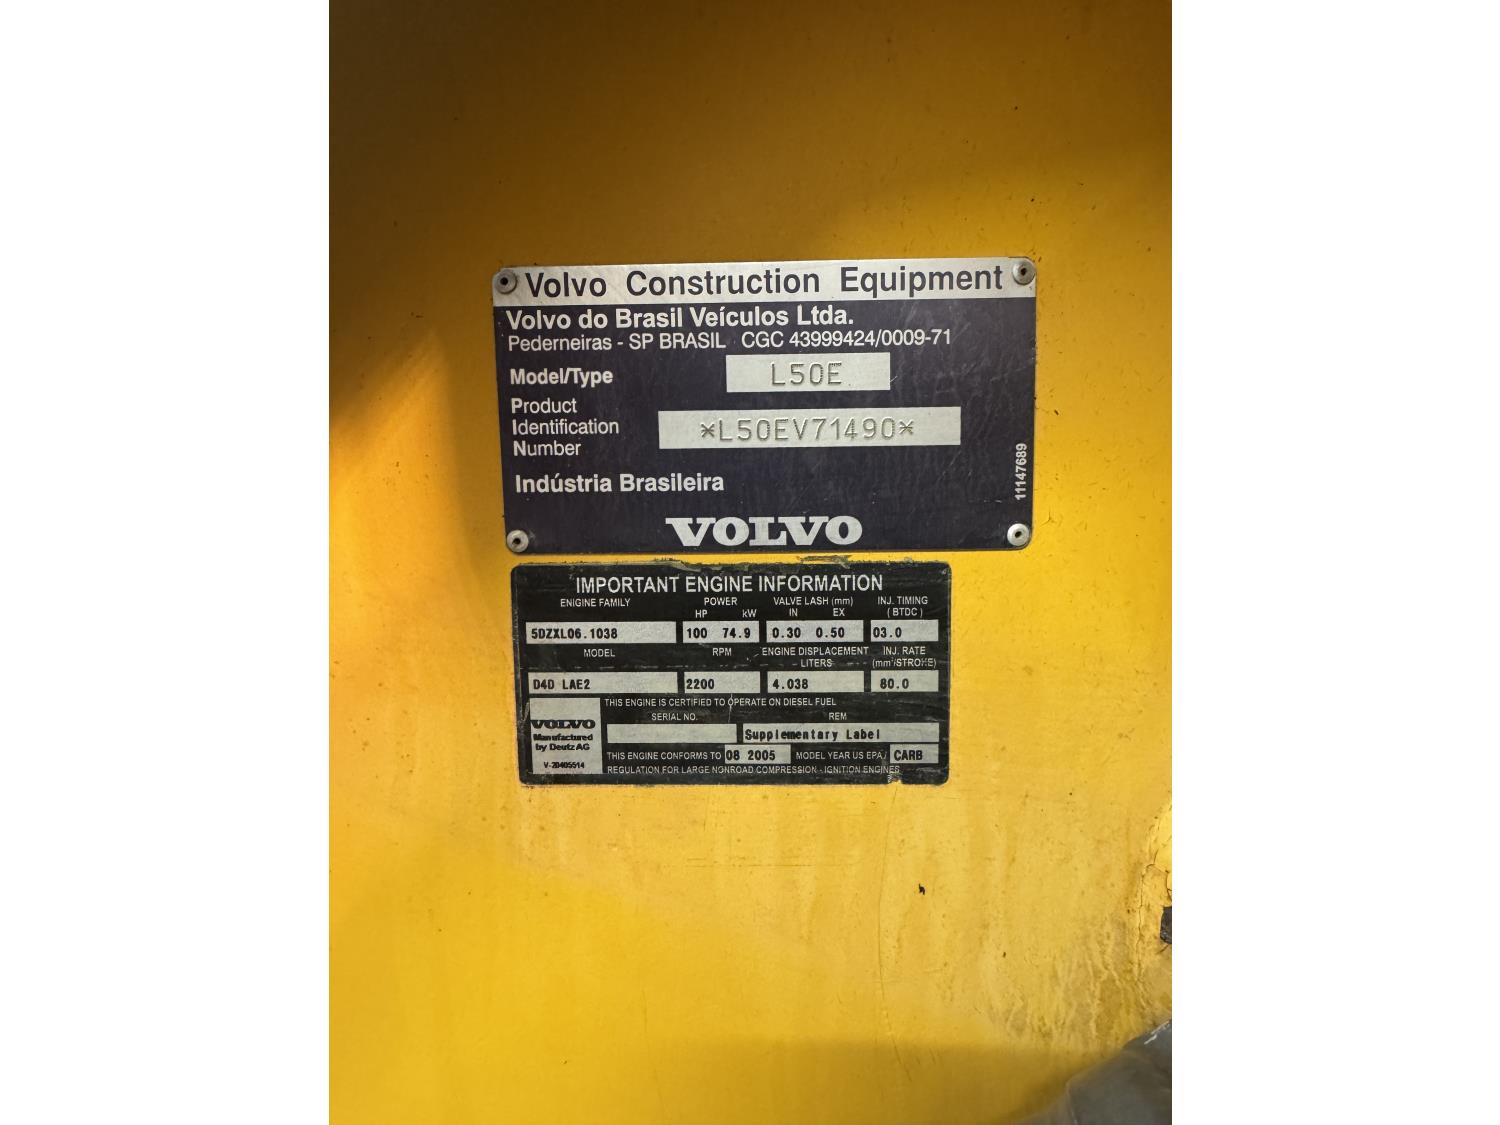 Volvo Construction Equipment
Volvo do Brasil Veículos Ltda.
Pederneiras - SP BRASIL CGC 43999424/0009-71
Model/Type L50E
Product
Identification
Number
*L50EV71490*
Indústria Brasileira
11147689
VOLVO
IMPORTANT ENGINE INFORMATION
ENIGINE FAMILY POWER VALVE LASH (mm) INJ. TIMING
HP kW IN EX (BTDC)
5DZXL06.1038 100 74.9 0.30 0.50 03.0
MODEL RPM ENGINE DISPLACEMENT INJ. RATE
LITERS (mm³/STROKE)
D4D LAE2 2200 4.038 80.0
THIS ENGINE IS CERTIFIED TO OPERATE ON DIESEL FUEL
SERIAL NO. REM
Supplementary Label
VOLVO
Manufactured
by Deutz AG
V-20405514
THIS ENGINE CONFORMS TO 08 2005 MODEL YEAR US EPA / CARB
REGULATION FOR LARGE NONROAD COMPRESSION - IGNITION ENGINES